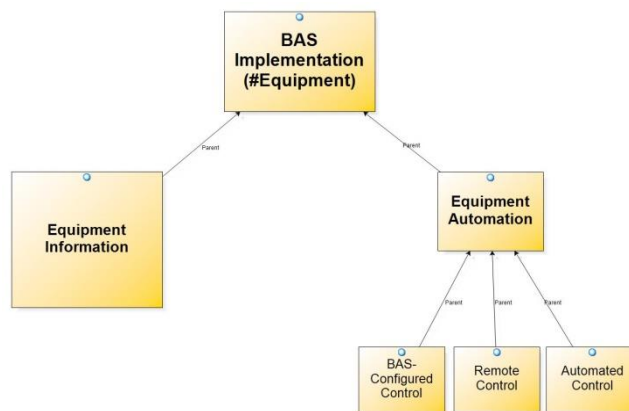 BAS
Implementation
(#Equipment)
Parent
Parent
Equipment
Information
Equipment
Automation
Parent
Parent
Parent
BAS-
Configured
Control
Remote
Control
Automated
Control